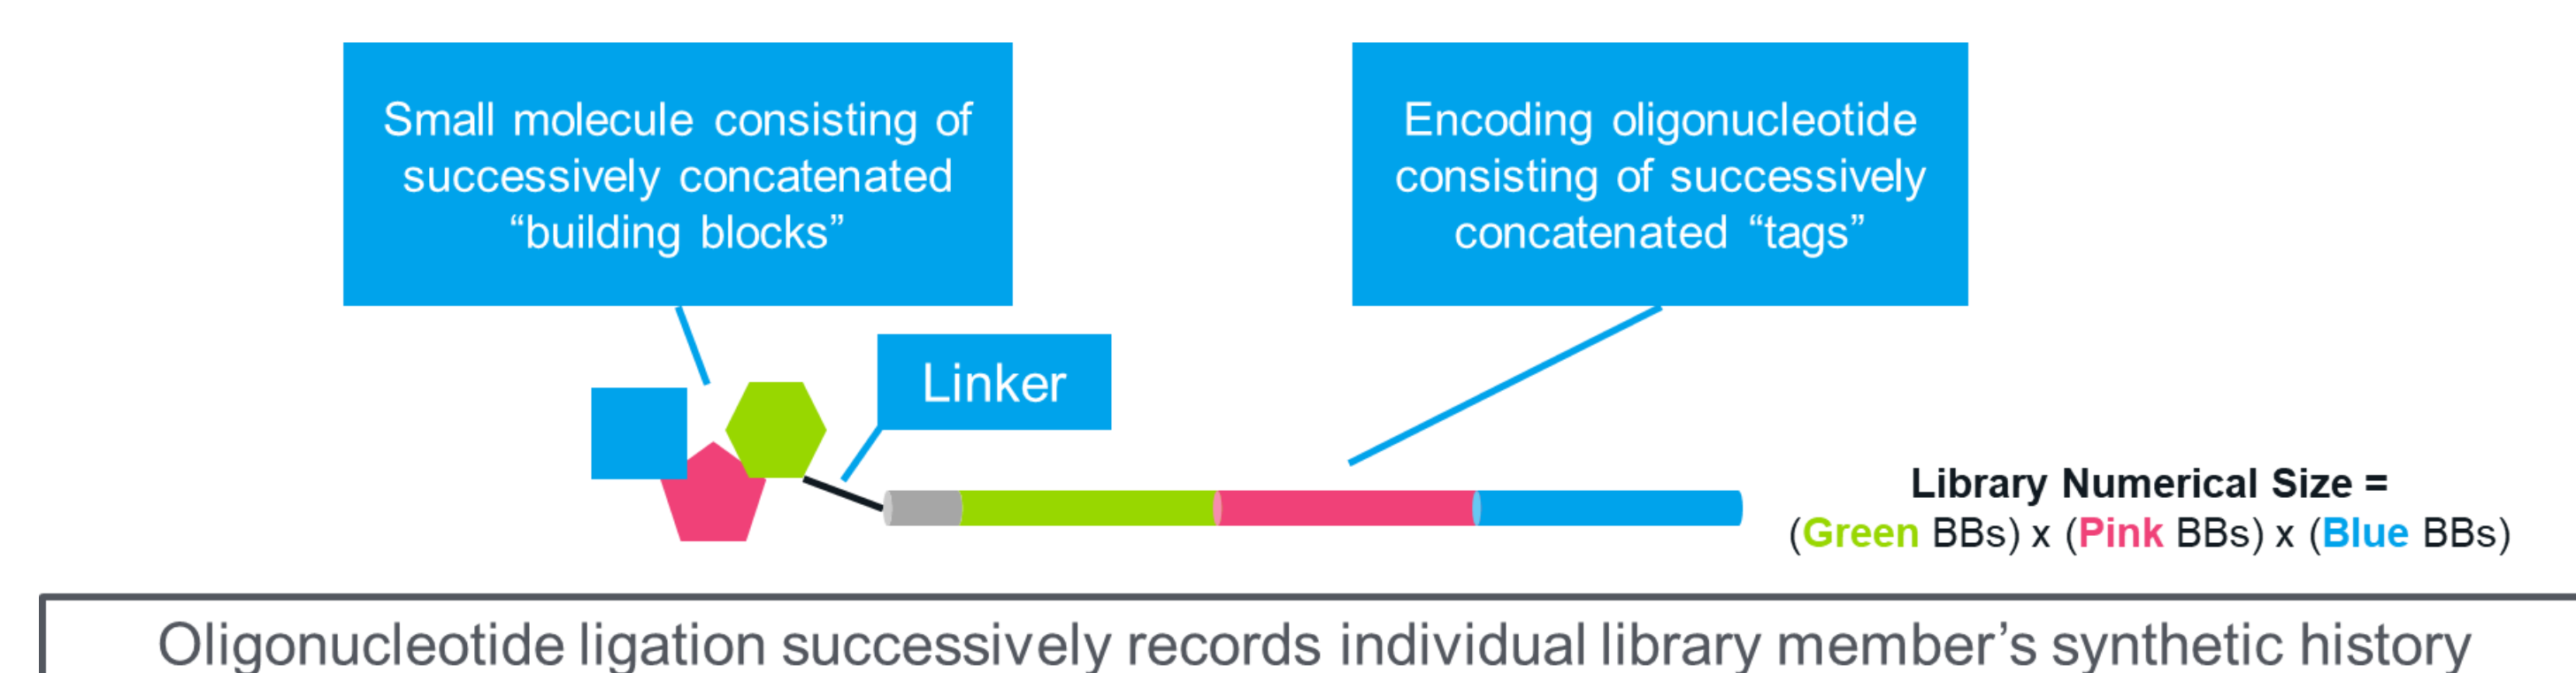 Small molecule consisting of
successively concatenated
“building blocks”
Encoding oligonucleotide
consisting of successively
concatenated “tags”
Linker
Library Numerical Size =
(Green BBs) x (Pink BBs) x (Blue BBs)
Oligonucleotide ligation successively records individual library member’s synthetic history